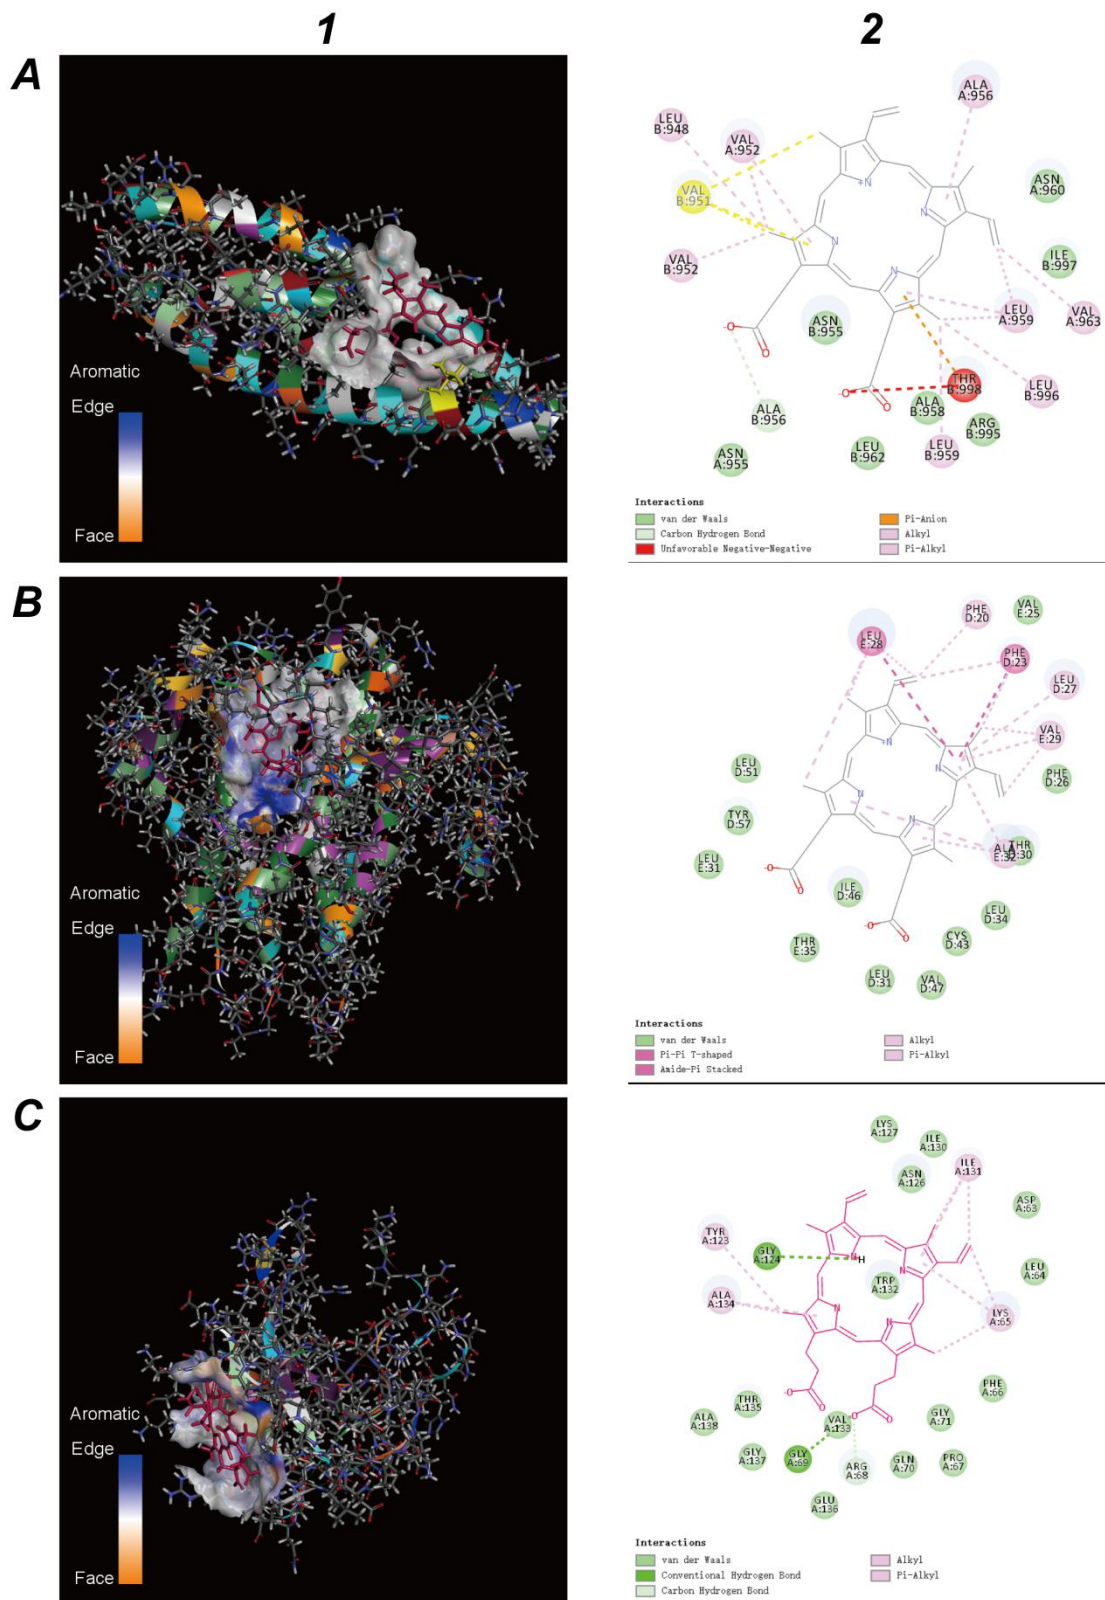 1
2
A
Aromatic
Edge
Face
ALA
A:956
LEU
B:948
VAL
A:952
ASN
A:960
VAL
B:951
N
N
ILE
B:997
VAL
B:952
N
N
LEU
A:959
VAL
A:963
ASN
B:955
-O
O
THR
B:998
LEU
A:996
-O
O
ALA
B:958
ALA
A:956
ARG
B:995
LEU
B:962
LEU
B:959
ASN
A:955
Interactions
van der Waals
Carbon Hydrogen Bond
Unfavorable Negative-Negative
Pi-Anion
Alkyl
Pi-Alkyl
B
Aromatic
Edge
Face
PHE
D:20
VAL
E:25
LEU
E:28
PHE
D:23
LEU
D:27
VAL
E:29
+N
N
LEU
D:51
PHE
D:26
N
N
TYR
D:57
ALA
E:32
THR
D:30
LEU
E:31
-O
O
ILE
D:46
LEU
D:34
-O
O
CYS
D:43
THR
E:35
LEU
D:31
VAL
D:47
Interactions
van der Waals
Pi-Pi T-shaped
Amide-Pi Stacked
Alkyl
Pi-Alkyl
C
Aromatic
Edge
Face
LYS
A:127
ILE
A:130
ILE
A:131
ASN
A:126
ASP
A:63
TYR
A:123
GLY
A:124
NH
N
TRP
A:132
LEU
A:64
ALA
A:134
N
N
LYS
A:65
PHE
A:66
-O
O
THR
A:135
ALA
A:138
-O
O
VAL
A:133
GLY
A:71
GLY
A:137
GLY
A:69
ARG
A:68
GLN
A:70
PRO
A:67
GLU
A:136
Interactions
van der Waals
Conventional Hydrogen Bond
Carbon Hydrogen Bond
Alkyl
Pi-Alkyl